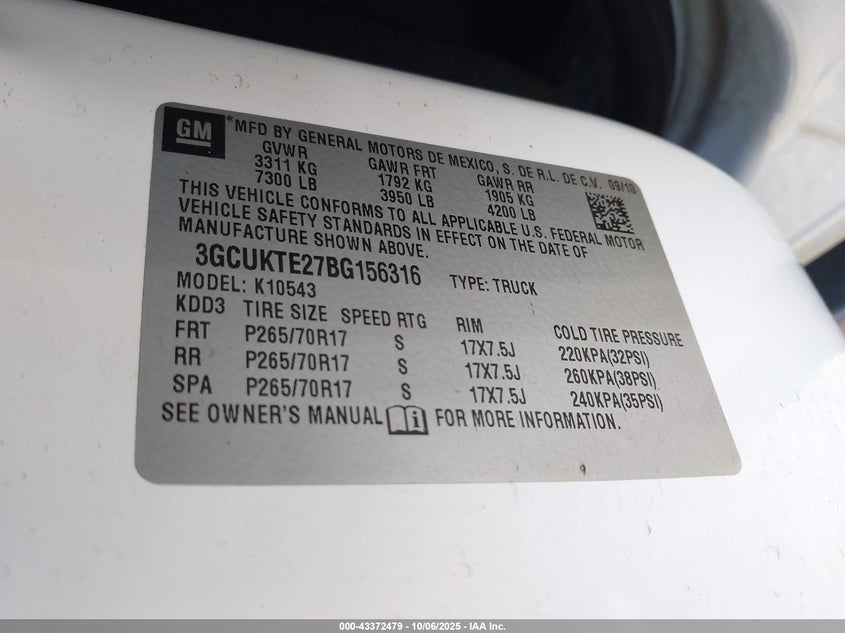 GM *MFD BY GENERAL MOTORS DE MEXICO, S. DE R.L. DE C.V. 09/10
GVWR GAWR FRT GAWR RR
3311 KG 1792 KG 1905 KG
7300 LB 3950 LB 4200 LB
THIS VEHICLE CONFORMS TO ALL APPLICABLE U.S. FEDERAL MOTOR
VEHICLE SAFETY STANDARDS IN EFFECT ON THE DATE OF
MANUFACTURE SHOWN ABOVE.
3GCUKTE27BG156316 TYPE: TRUCK
MODEL: K10543
KDD3 TIRE SIZE SPEED RTG RIM COLD TIRE PRESSURE
FRT P265/70R17 S 17X7.5J 220KPA(32PSI)
RR P265/70R17 S 17X7.5J 260KPA(38PSI)
SPA P265/70R17 S 17X7.5J 240KPA(35PSI)
SEE OWNER'S MANUAL i FOR MORE INFORMATION.
000-43372479 - 10/06/2025 - IAA Inc.